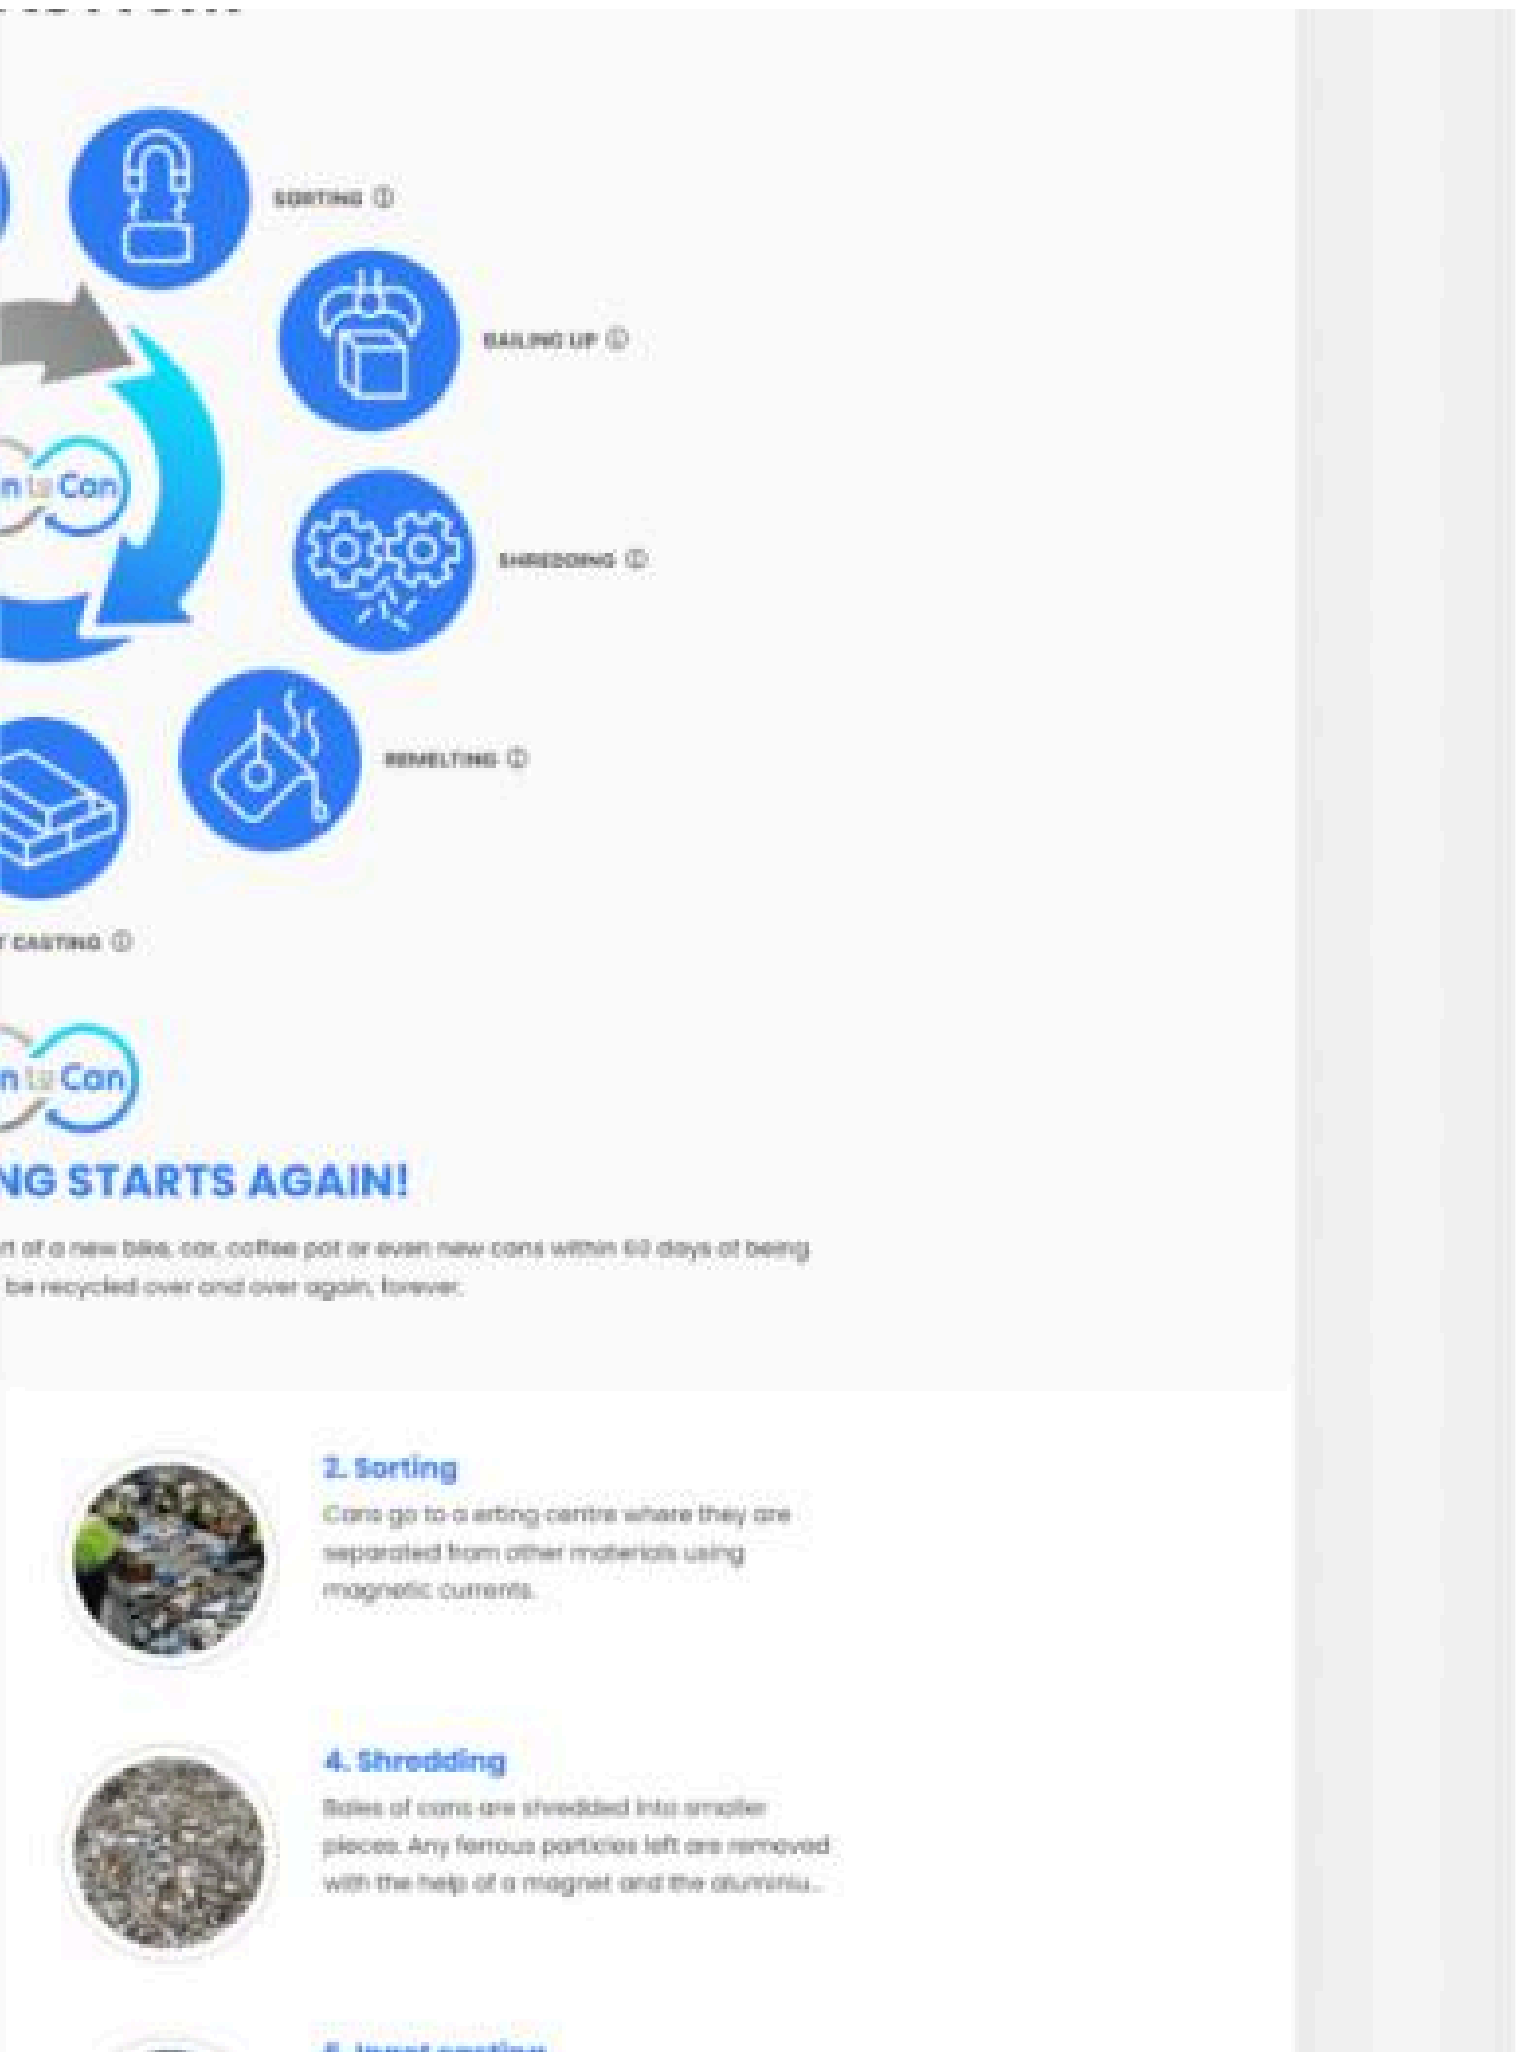 SORTING ⓘ
BAILING UP ⓘ
n to Can
SHREDDING ⓘ
REMELTING ⓘ
T CASTING ⓘ
n to Can
NG STARTS AGAIN!
rt of a new bike, car, coffee pot or even new cans within 60 days of being
be recycled over and over again, forever.
2. Sorting
Cans go to a erting centre where they are
separated from other materials using
magnetic currents.
4. Shredding
Bales of cans are shredded into smaller
pieces. Any ferrous particles left are removed
with the help of a magnet and the aluminiu...
Ingot casting